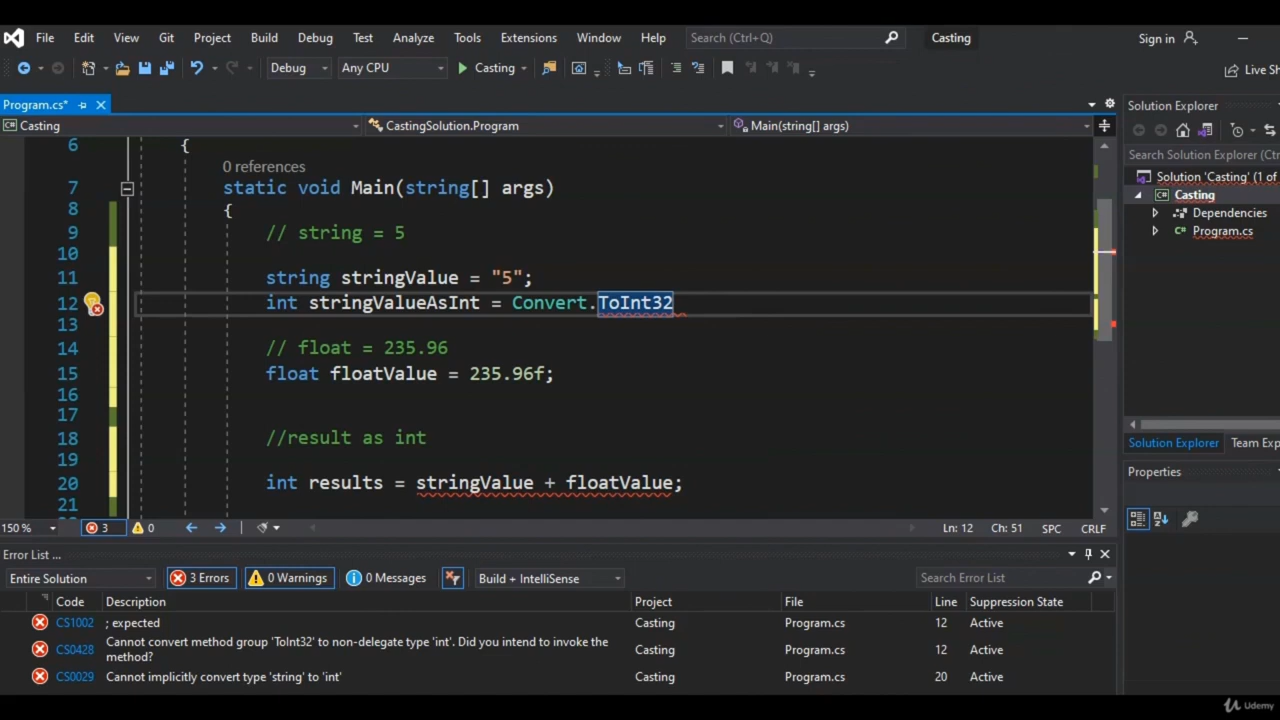 File Edit View Git Project Build Debug Test Analyze Tools Extensions Window Help Search (Ctrl+Q) Casting Sign in
Debug Any CPU Casting Live Sh
Program.cs*
Casting CastingSolution.Program Main(string[] args)
6 {
0 references
7 static void Main(string[] args)
8 {
9 // string = 5
10
11 string stringValue = "5";
12 int stringValueAsInt = Convert.ToInt32
13
14 // float = 235.96
15 float floatValue = 235.96f;
16
17
18 //result as int
19
20 int results = stringValue + floatValue;
21
150 % 3 0 Ln: 12 Ch: 51 SPC CRLF
Solution Explorer
Search Solution Explorer (Ctr
Solution 'Casting' (1 of
Casting
Dependencies
Program.cs
Solution Explorer Team Exp
Properties
Error List ...
Entire Solution 3 Errors 0 Warnings 0 Messages Build + IntelliSense Search Error List
Code Description Project File Line Suppression State
CS1002 ; expected Casting Program.cs 12 Active
CS0428 Cannot convert method group 'ToInt32' to non-delegate type 'int'. Did you intend to invoke the
method? Casting Program.cs 12 Active
CS0029 Cannot implicitly convert type 'string' to 'int' Casting Program.cs 20 Active
Udemy